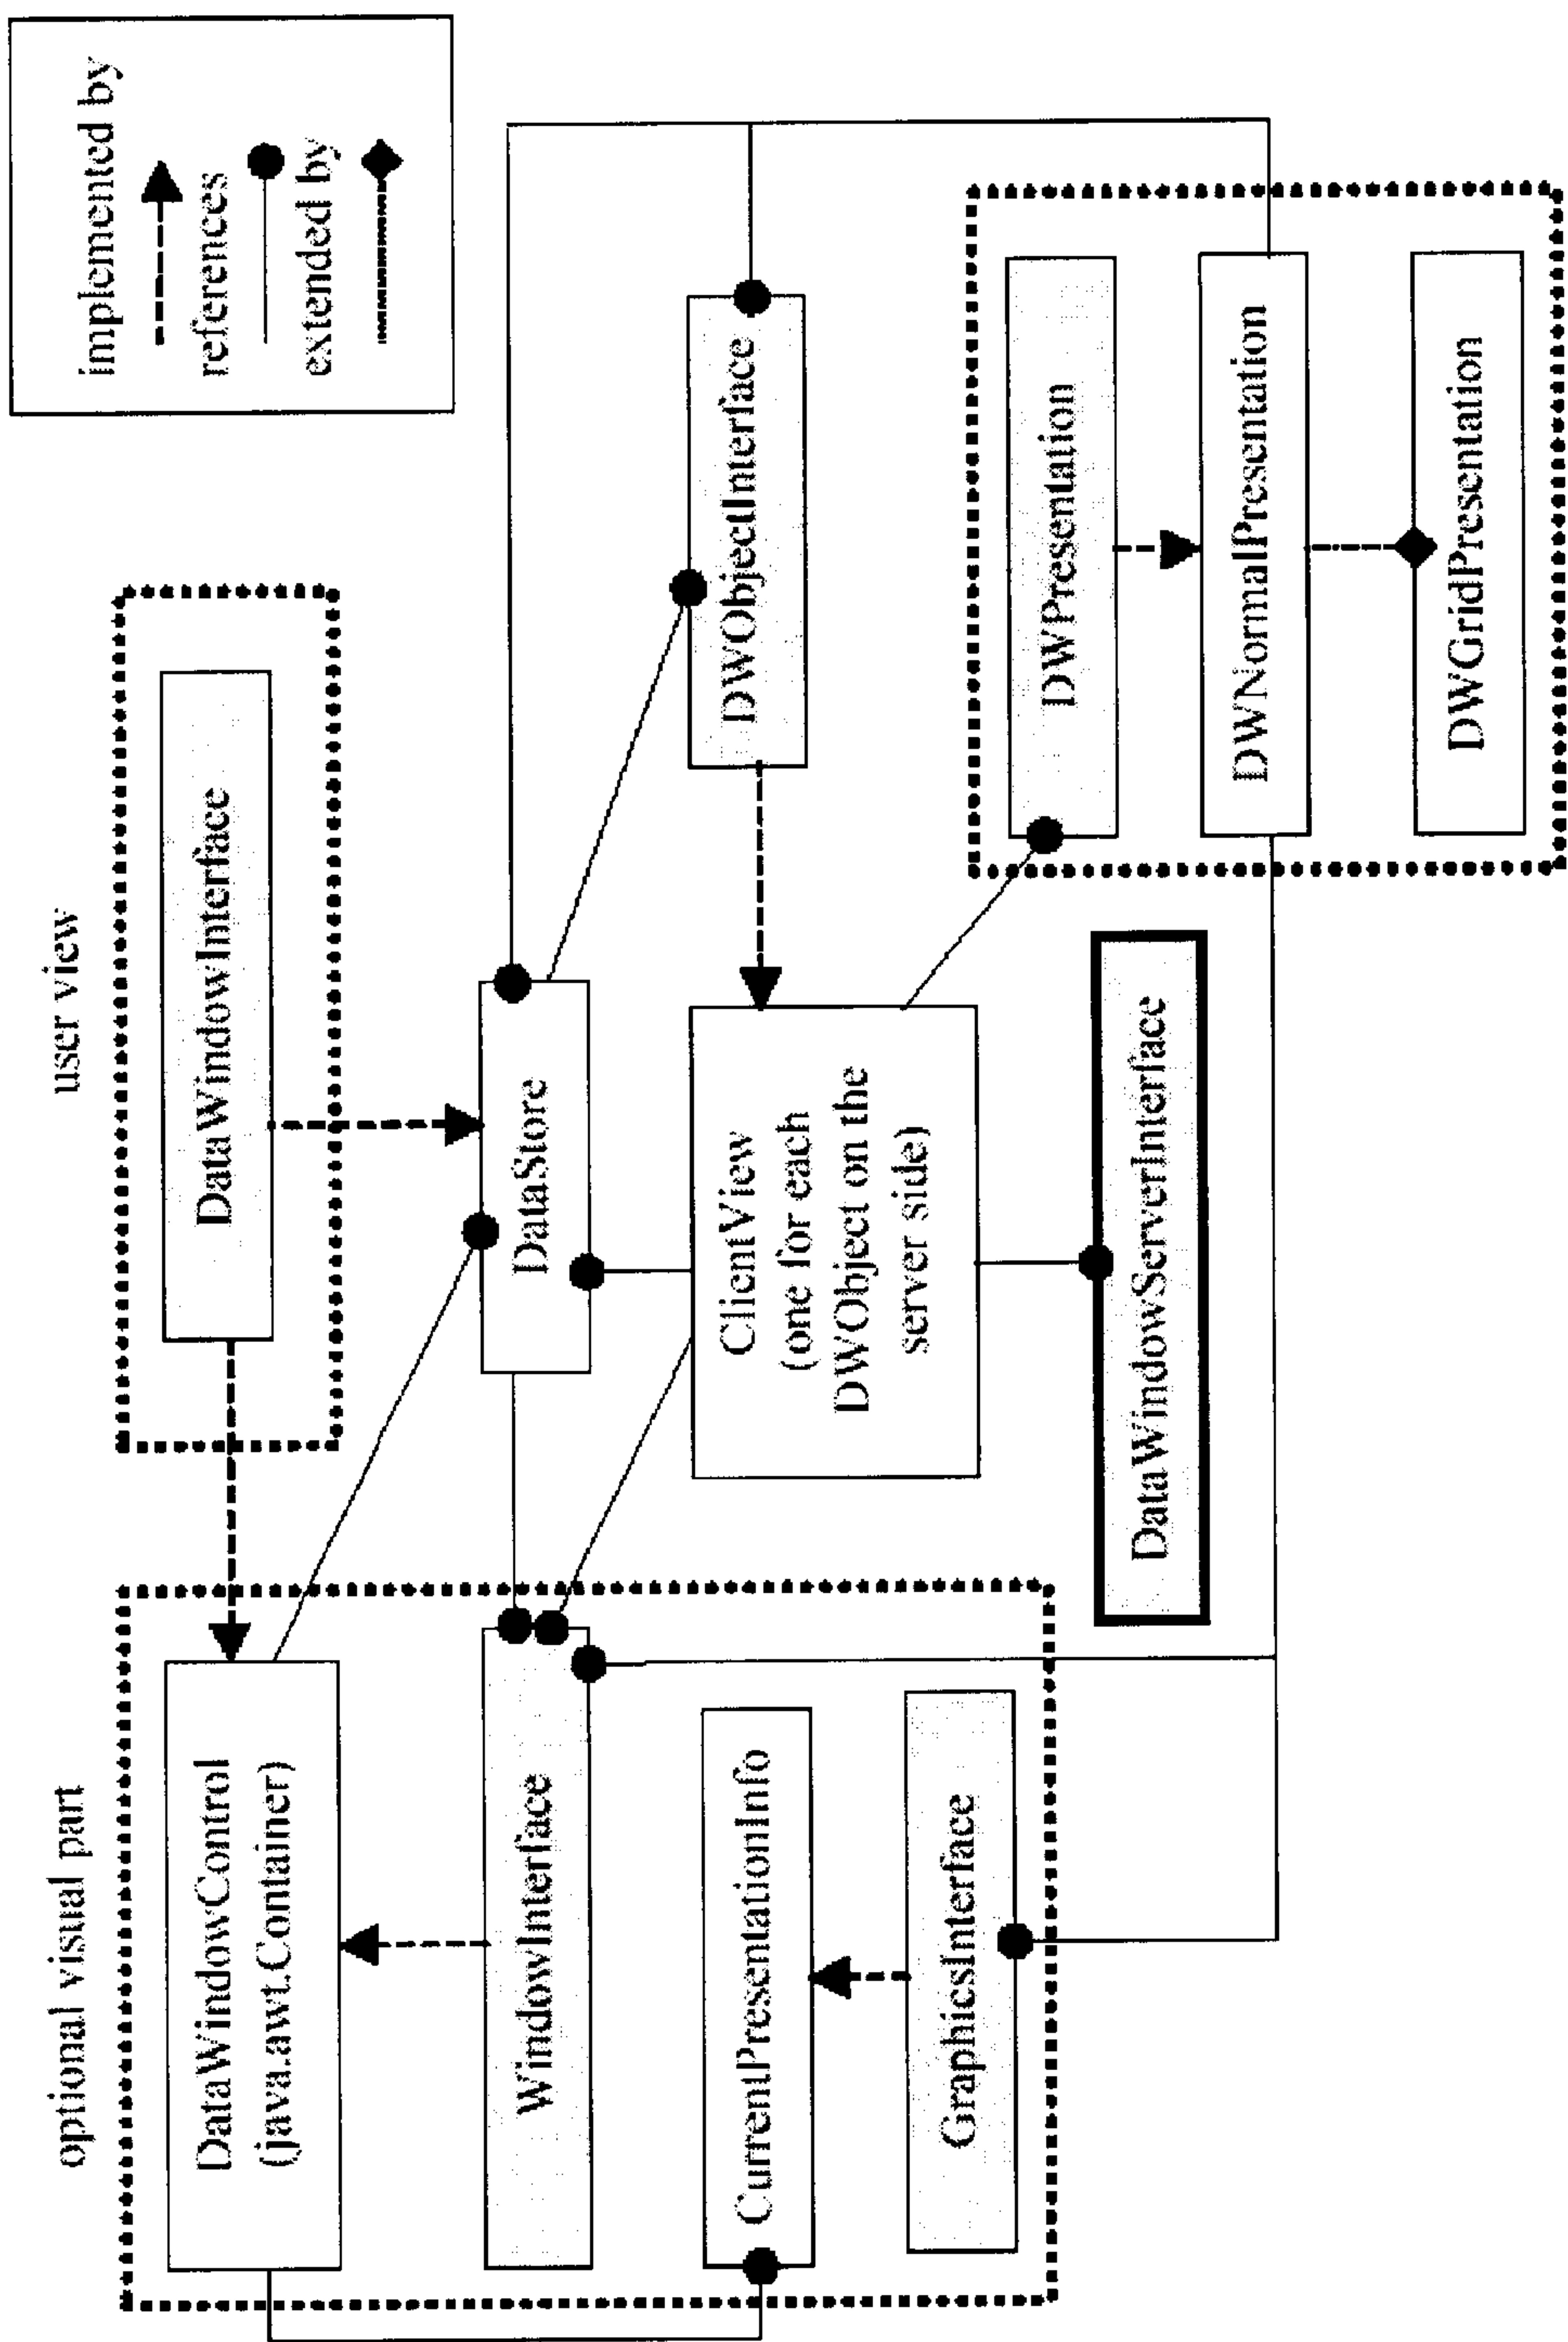 optional visual part
user view
implemented by
references
extended by
DataWindowControl
(java.awt.Container)
DataWindowInterface
WindowInterface
DataStore
CurrentPresentationInfo
ClientView
(one for each
DWObject on the
server side)
DWObjectInterface
GraphicsInterface
DataWindowServerInterface
DWPresentation
DWNormalPresentation
DWGridPresentation